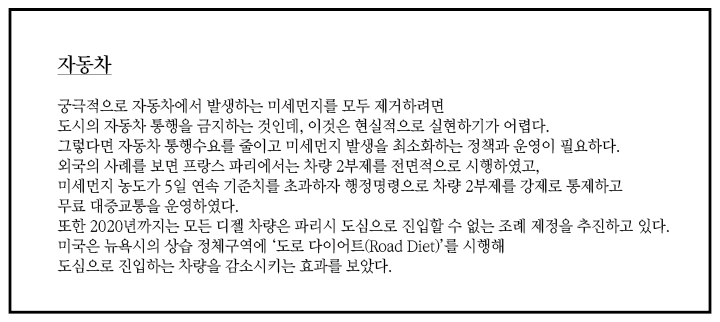 자동차
궁극적으로 자동차에서 발생하는 미세먼지를 모두 제거하려면
도시의 자동차 통행을 금지하는 것인데, 이것은 현실적으로 실현하기가 어렵다.
그렇다면 자동차 통행수요를 줄이고 미세먼지 발생을 최소화하는 정책과 운영이 필요하다.
외국의 사례를 보면 프랑스 파리에서는 차량 2부제를 전면적으로 시행하였고,
미세먼지 농도가 5일 연속 기준치를 초과하자 행정명령으로 차량 2부제를 강제로 통제하고
무료 대중교통을 운영하였다.
또한 2020년까지는 모든 디젤 차량은 파리시 도심으로 진입할 수 없는 조례 제정을 추진하고 있다.
미국은 뉴욕시의 상습 정체구역에 ‘도로 다이어트(Road Diet)’를 시행해
도심으로 진입하는 차량을 감소시키는 효과를 보았다.